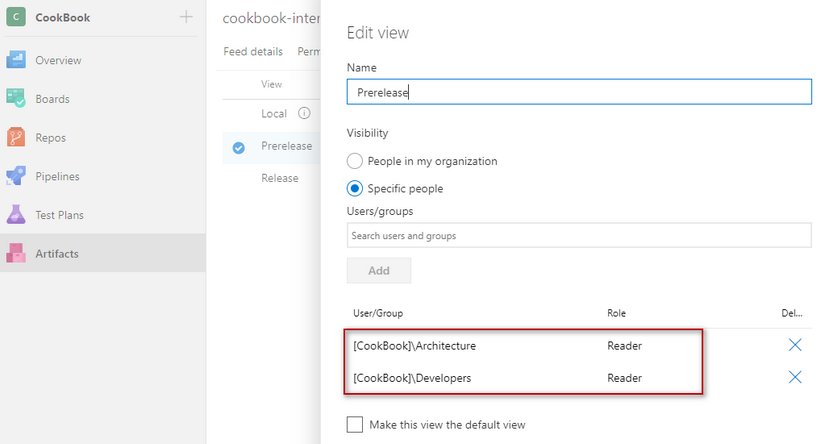 C CookBook
Overview
Boards
Repos
Pipelines
Test Plans
Artifacts
cookbook-inter
Feed details Perm
View
Local
Prerelease
Release
Edit view
Name
Prerelease
Visibility
People in my organization
Specific people
Users/groups
Search users and groups
Add
User/Group Role Del...
[CookBook]\Architecture Reader
[CookBook]\Developers Reader
Make this view the default view